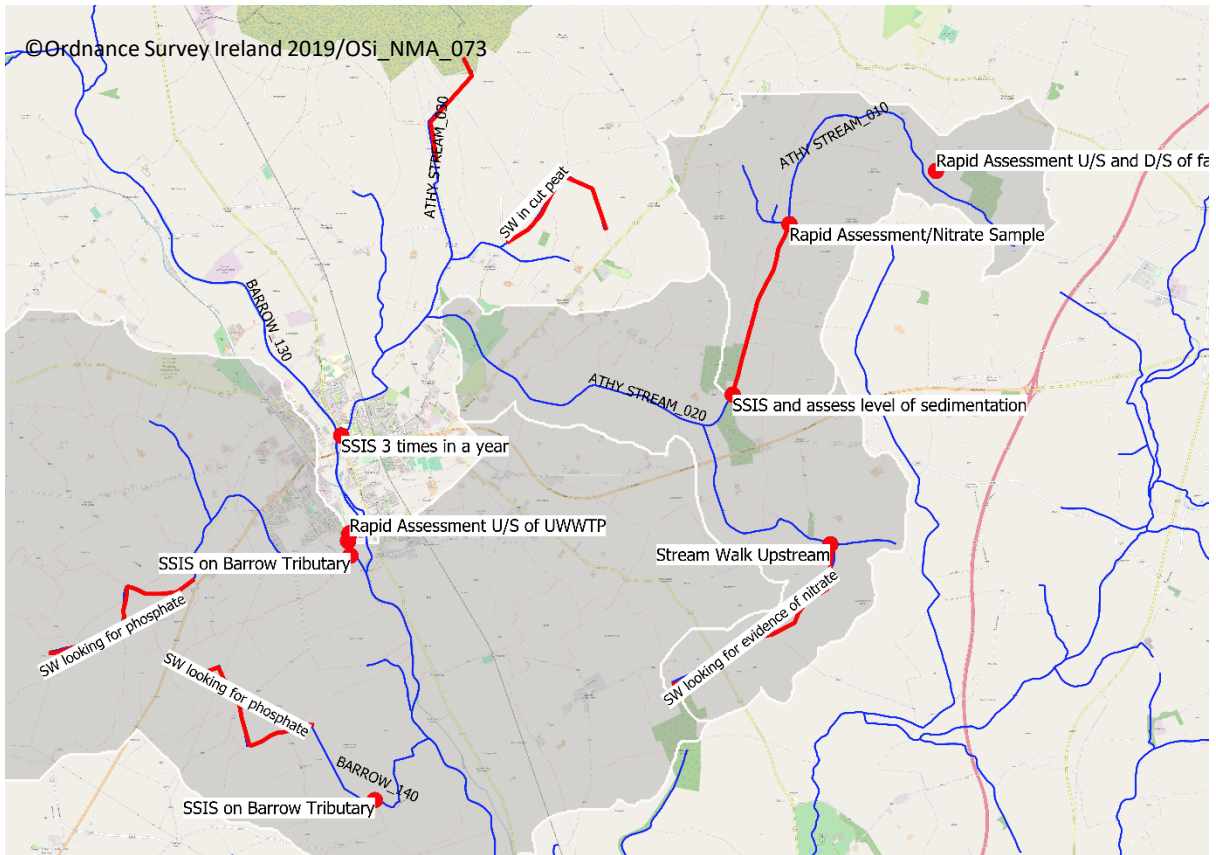 ©Ordnance Survey Ireland 2019/OSi_NMA_073
ATHY STREAM_030
ATHY STREAM_010
Rapid Assessment U/S and D/S of fa
SW in cut peat
Rapid Assessment/Nitrate Sample
BARROW_130
ATHY STREAM_020
SSIS and assess level of sedimentation
SSIS 3 times in a year
Rapid Assessment U/S of UWWTP
SSIS on Barrow Tributary
Stream Walk Upstream
SW looking for phosphate
SW looking for evidence of nitrate
SW looking for phosphate
BARROW_140
SSIS on Barrow Tributary